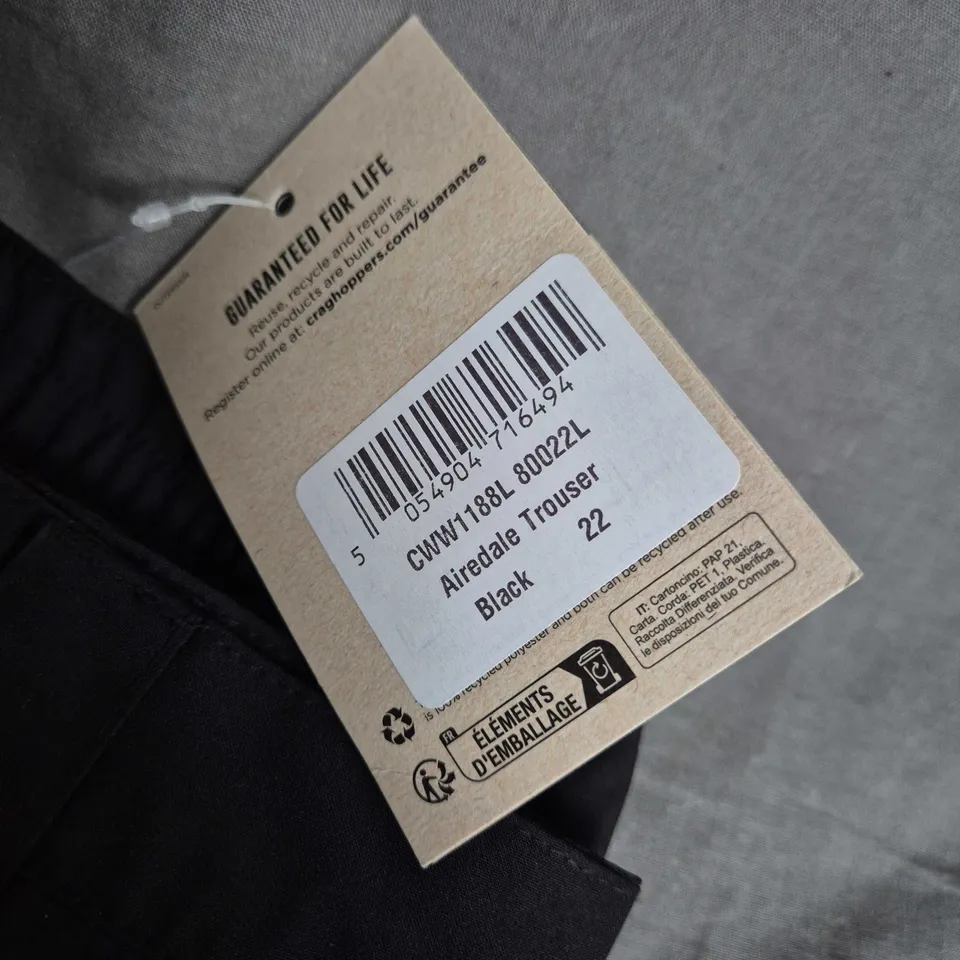 GUARANTEED FOR LIFE
Reuse, recycle and repair.
Our products are built to last.
Register online at: craghoppers.com/guarantee
5 054904 716494
CWW1188L 80022L
Airedale Trouser
Black 22
is 100% recycled polyester and both can be recycled after use.
FR
ÉLÉMENTS
D'EMBALLAGE
IT: Cartoncino: PAP 21,
Carta. Corda: PET 1, Plastica.
Raccolta Differenziata. Verifica
le disposizioni del tuo Comune.